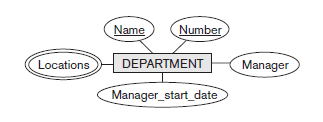 Name Number
Locations DEPARTMENT Manager
Manager_start_date